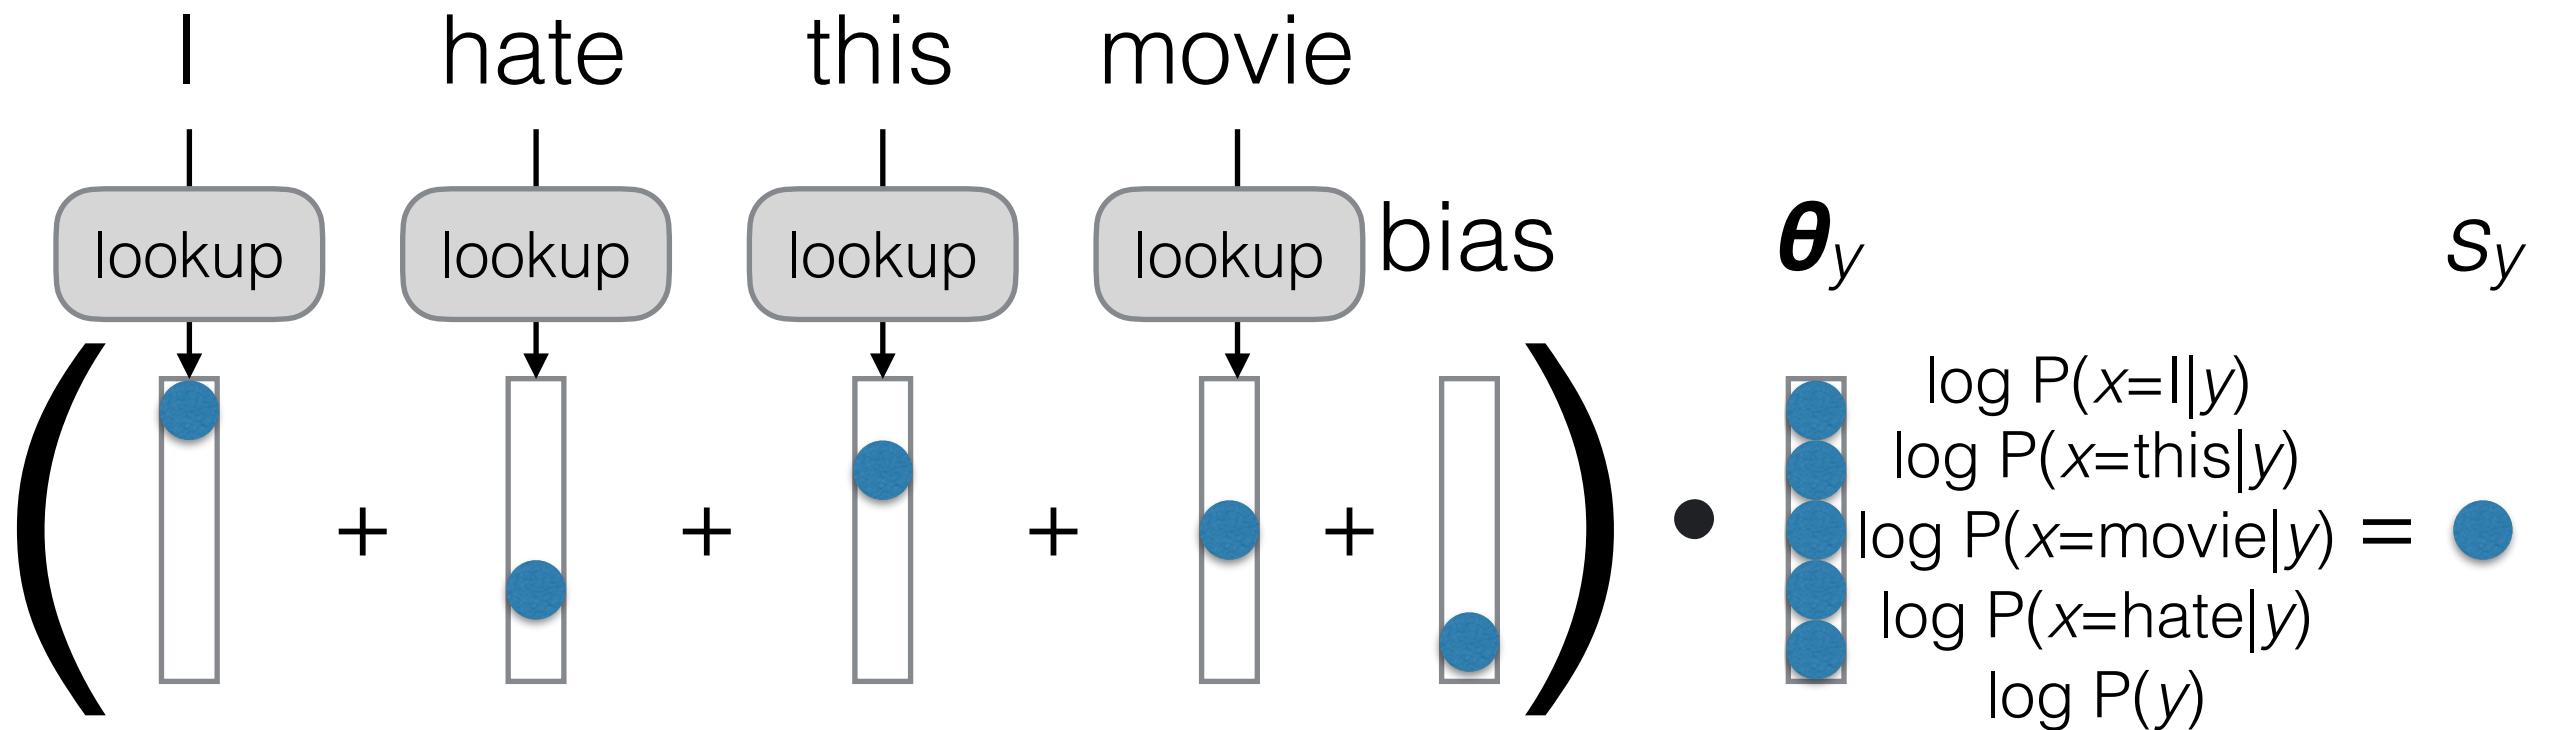 I hate this movie
lookup lookup lookup lookup bias θy sy
( + + + + ) • =
log P(x=I|y)
log P(x=this|y)
log P(x=movie|y)
log P(x=hate|y)
log P(y)